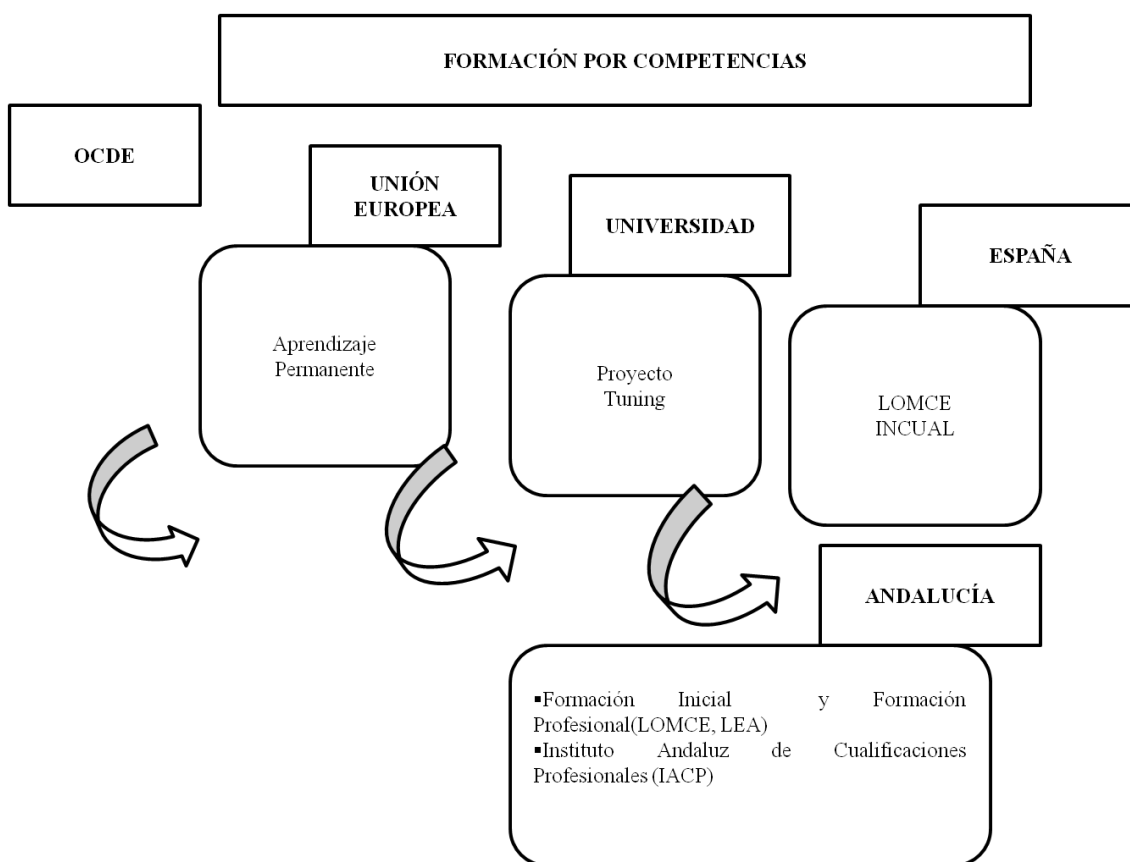 FORMACIÓN POR COMPETENCIAS
OCDE
UNIÓN
EUROPEA
UNIVERSIDAD
ESPAÑA
Aprendizaje
Permanente
Proyecto
Tuning
LOMCE
INCUAL
ANDALUCÍA
▪Formación Inicial y Formación
Profesional(LOMCE, LEA)
▪Instituto Andaluz de Cualificaciones
Profesionales (IACP)